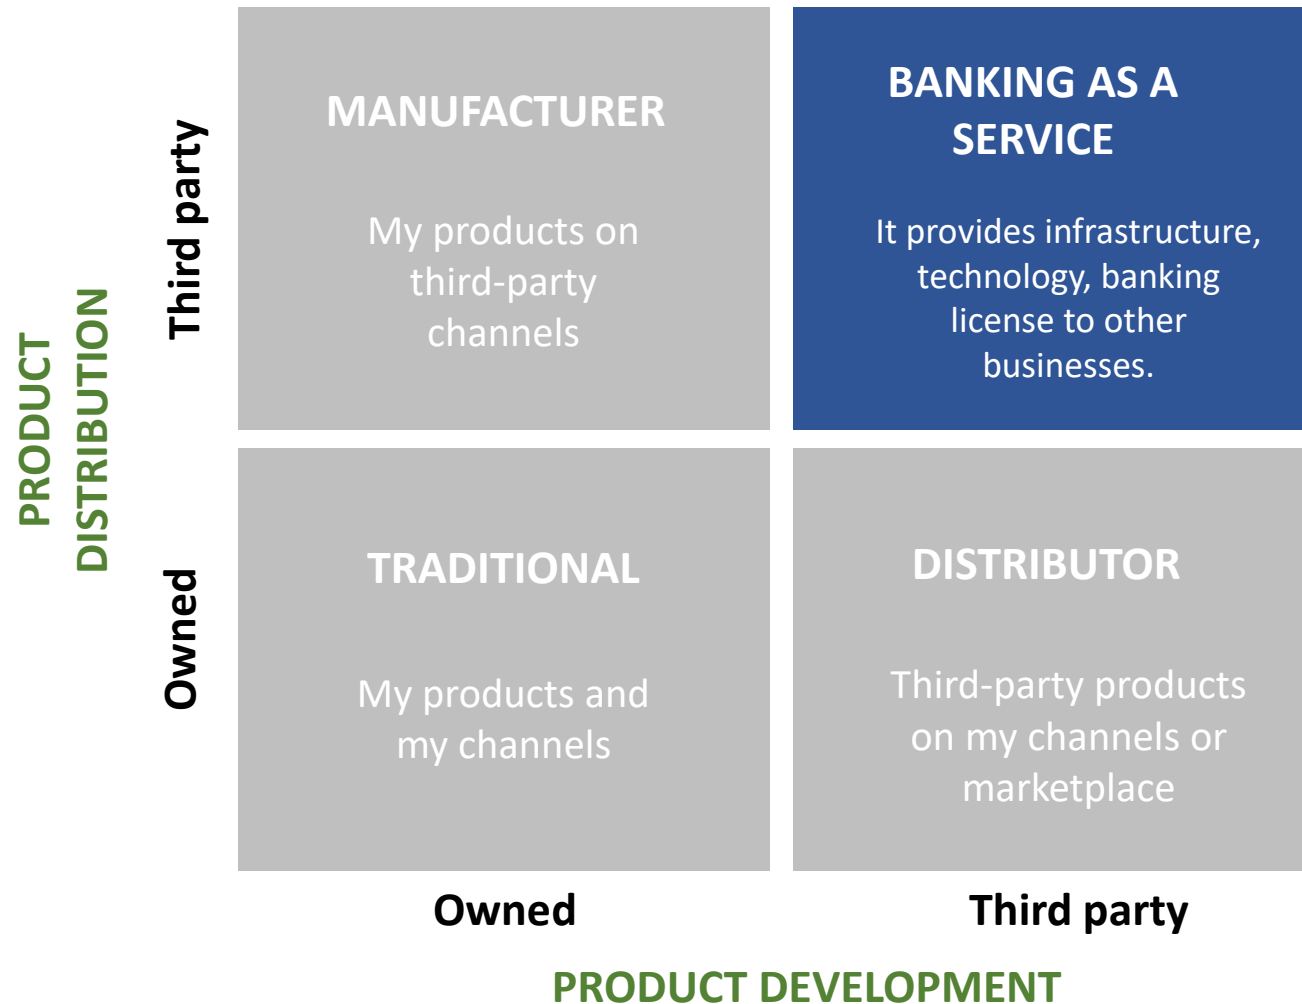 PRODUCT
DISTRIBUTION
Third party
Owned
MANUFACTURER
My products on
third-party
channels
BANKING AS A
SERVICE
It provides infrastructure,
technology, banking
license to other
businesses.
TRADITIONAL
My products and
my channels
DISTRIBUTOR
Third-party products
on my channels or
marketplace
Owned
Third party
PRODUCT DEVELOPMENT